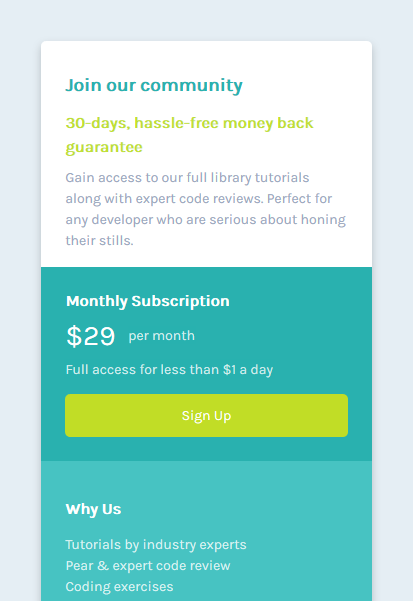 Join our community
30-days, hassle-free money back
guarantee
Gain access to our full library tutorials
along with expert code reviews. Perfect for
any developer who are serious about honing
their stills.
Monthly Subscription
$29 per month
Full access for less than $1 a day
Sign Up
Why Us
Tutorials by industry experts
Pear & expert code review
Coding exercises